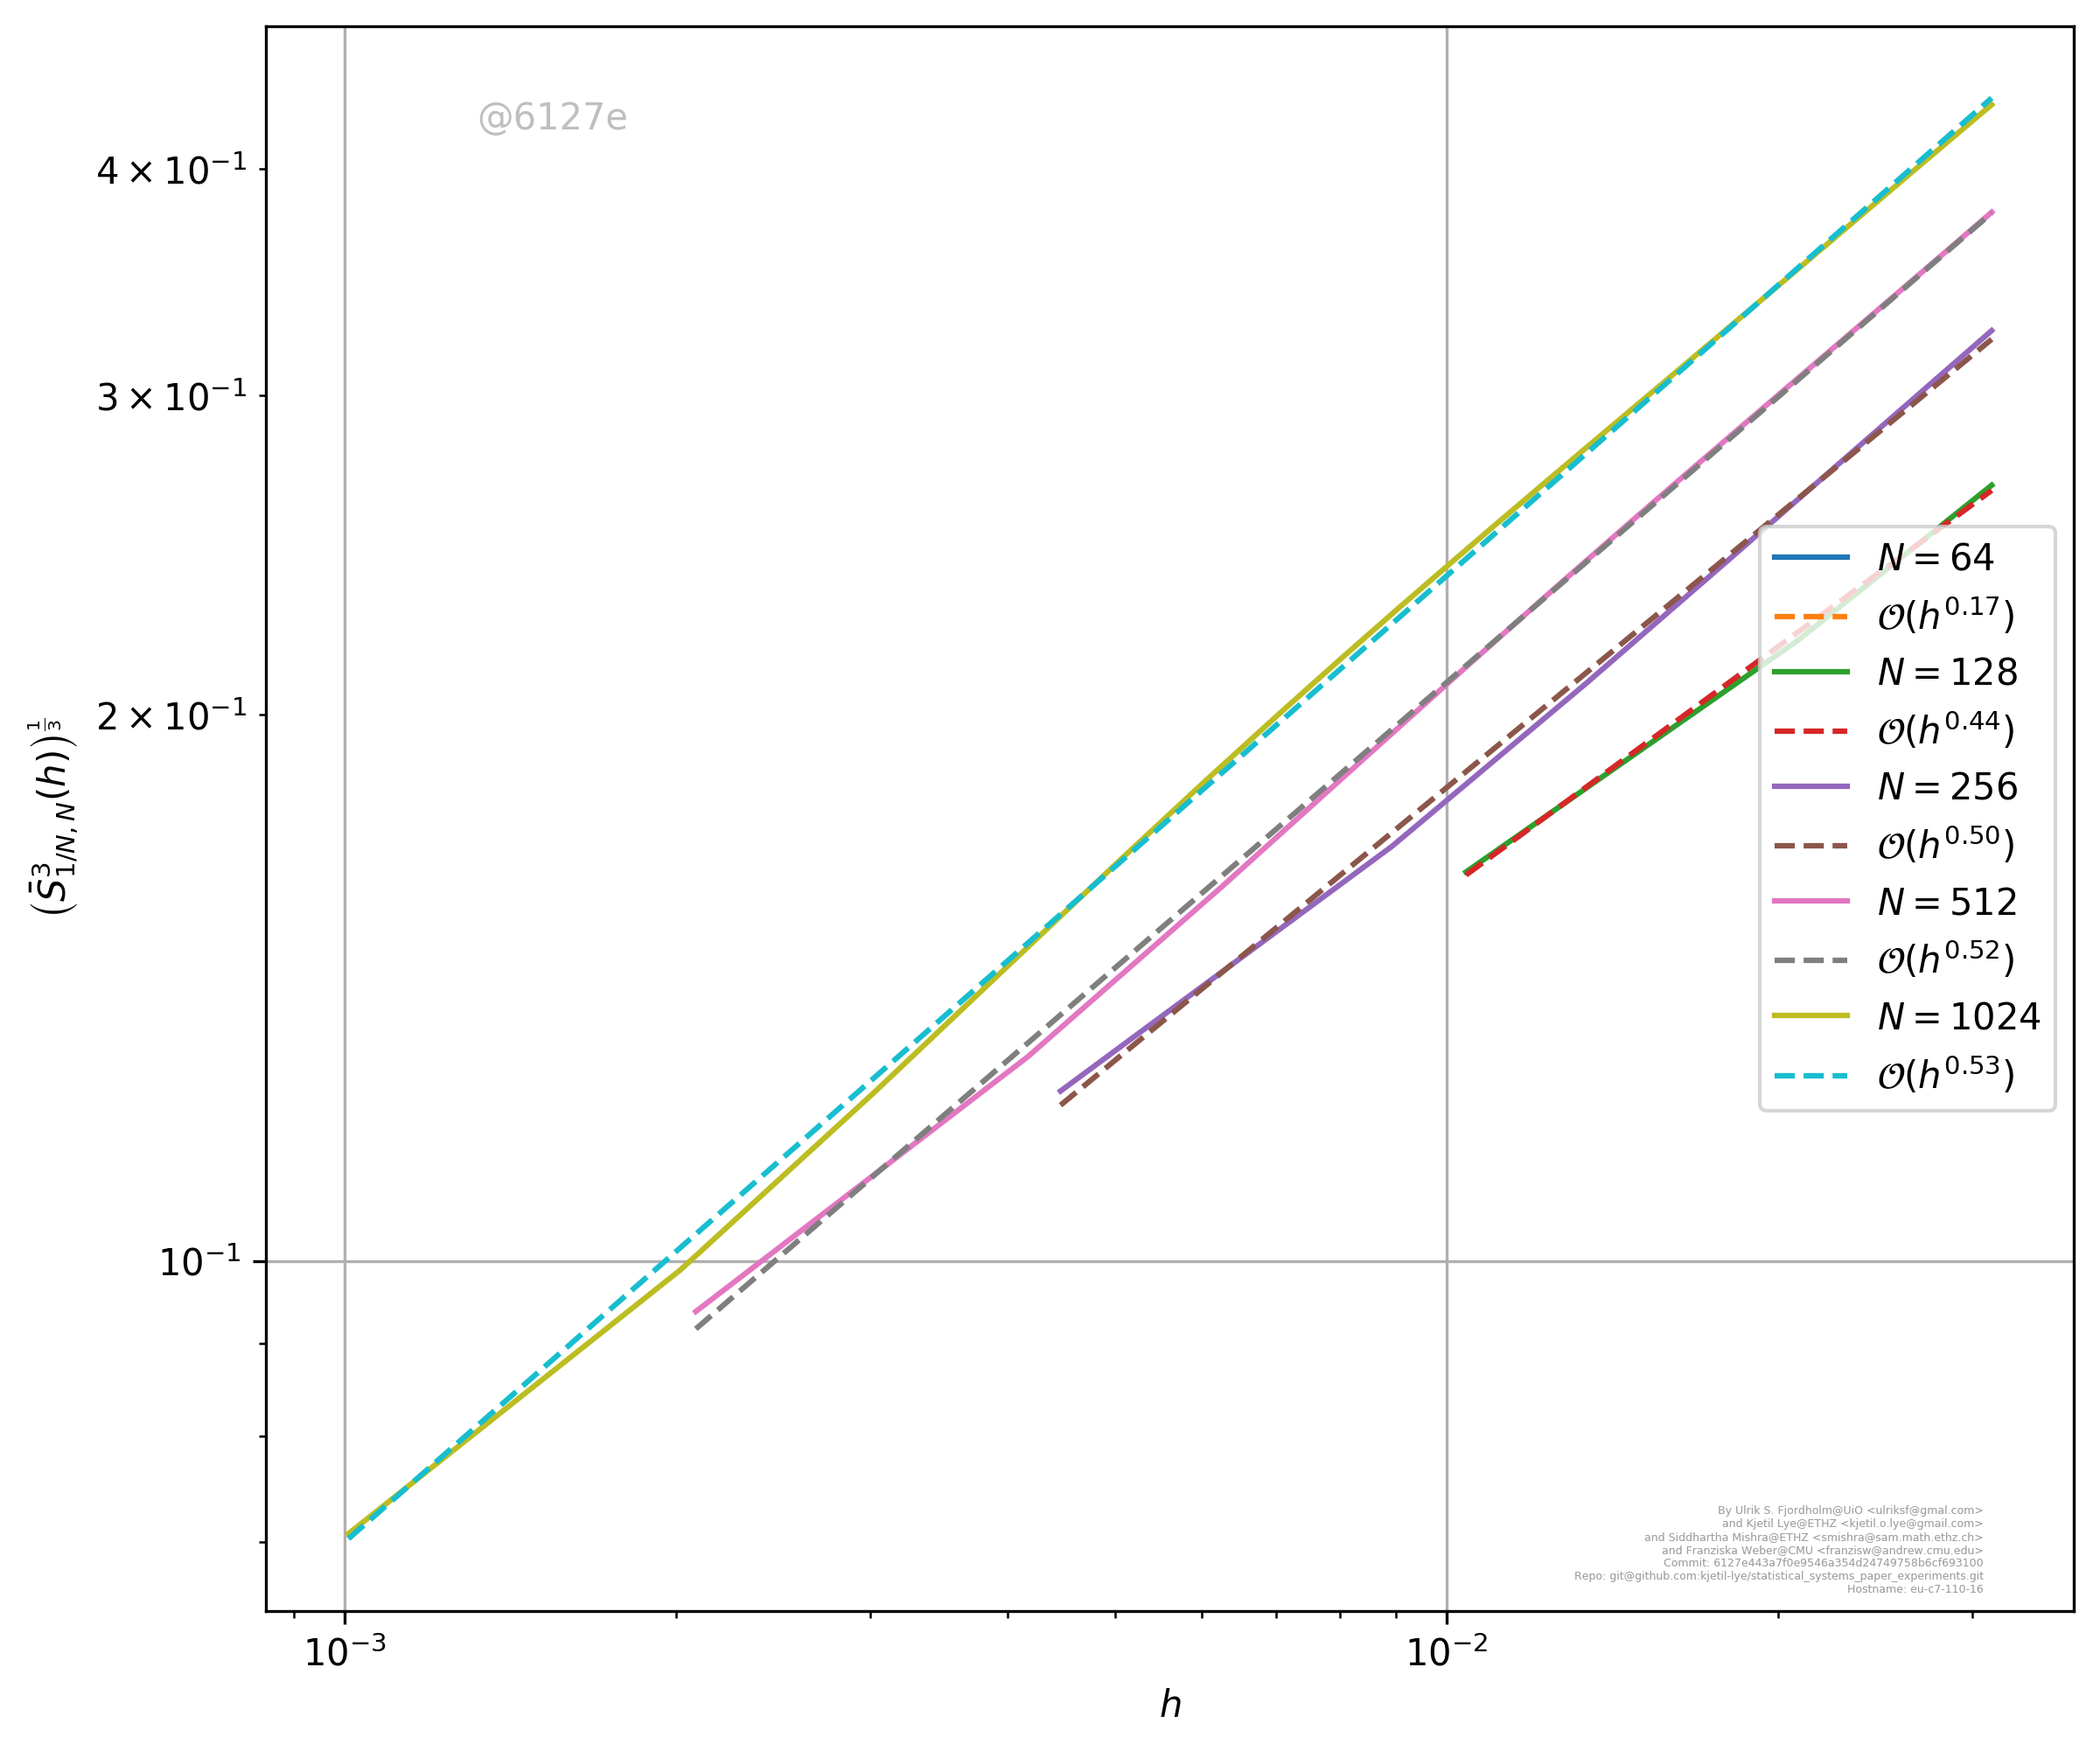 @6127e
4 × 10⁻¹
3 × 10⁻¹
2 × 10⁻¹
10⁻¹
(S̄³₁/N, N(h))^(1/3)
N = 64
𝒪(h^0.17)
N = 128
𝒪(h^0.44)
N = 256
𝒪(h^0.50)
N = 512
𝒪(h^0.52)
N = 1024
𝒪(h^0.53)
By Ulrik S. Fjordholm@UiO <ulriksf@gmal.com>
and Kjetil Lye@ETHZ <kjetil.o.lye@gmail.com>
and Siddhartha Mishra@ETHZ <smishra@sam.math.ethz.ch>
and Franziska Weber@CMU <franzisw@andrew.cmu.edu>
Commit: 6127e443a7f0e9546a354d24749758b6cf693100
Repo: git@github.com:kjetil-lye/statistical_systems_paper_experiments.git
Hostname: eu-c7-110-16
10⁻³
10⁻²
h